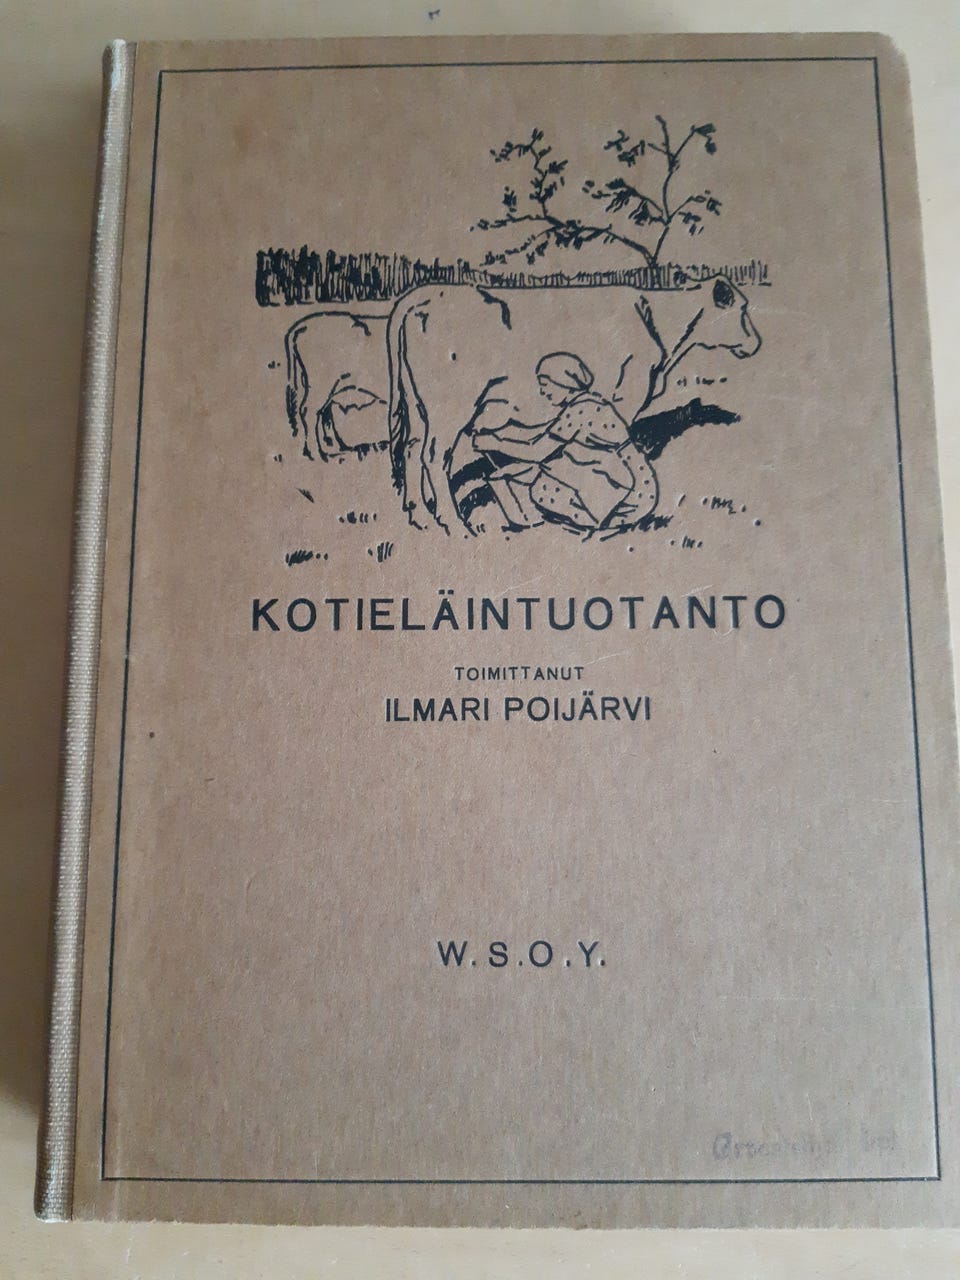 KOTIELÄINTUOTANTO
TOIMITTANUT
ILMARI POIJÄRVI
W.S.O.Y.